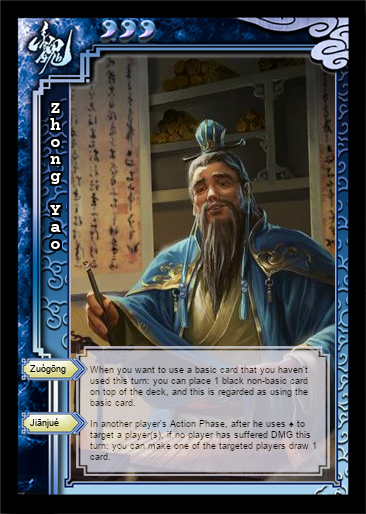 魏
Zhong Yao
Zuògōng
When you want to use a basic card that you haven't
used this turn: you can place 1 black non-basic card
on top of the deck, and this is regarded as using the
basic card.
Jiānjué
In another player's Action Phase, after he uses ♠ to
target a player(s), if no player has suffered DMG this
turn: you can make one of the targeted players draw 1
card.